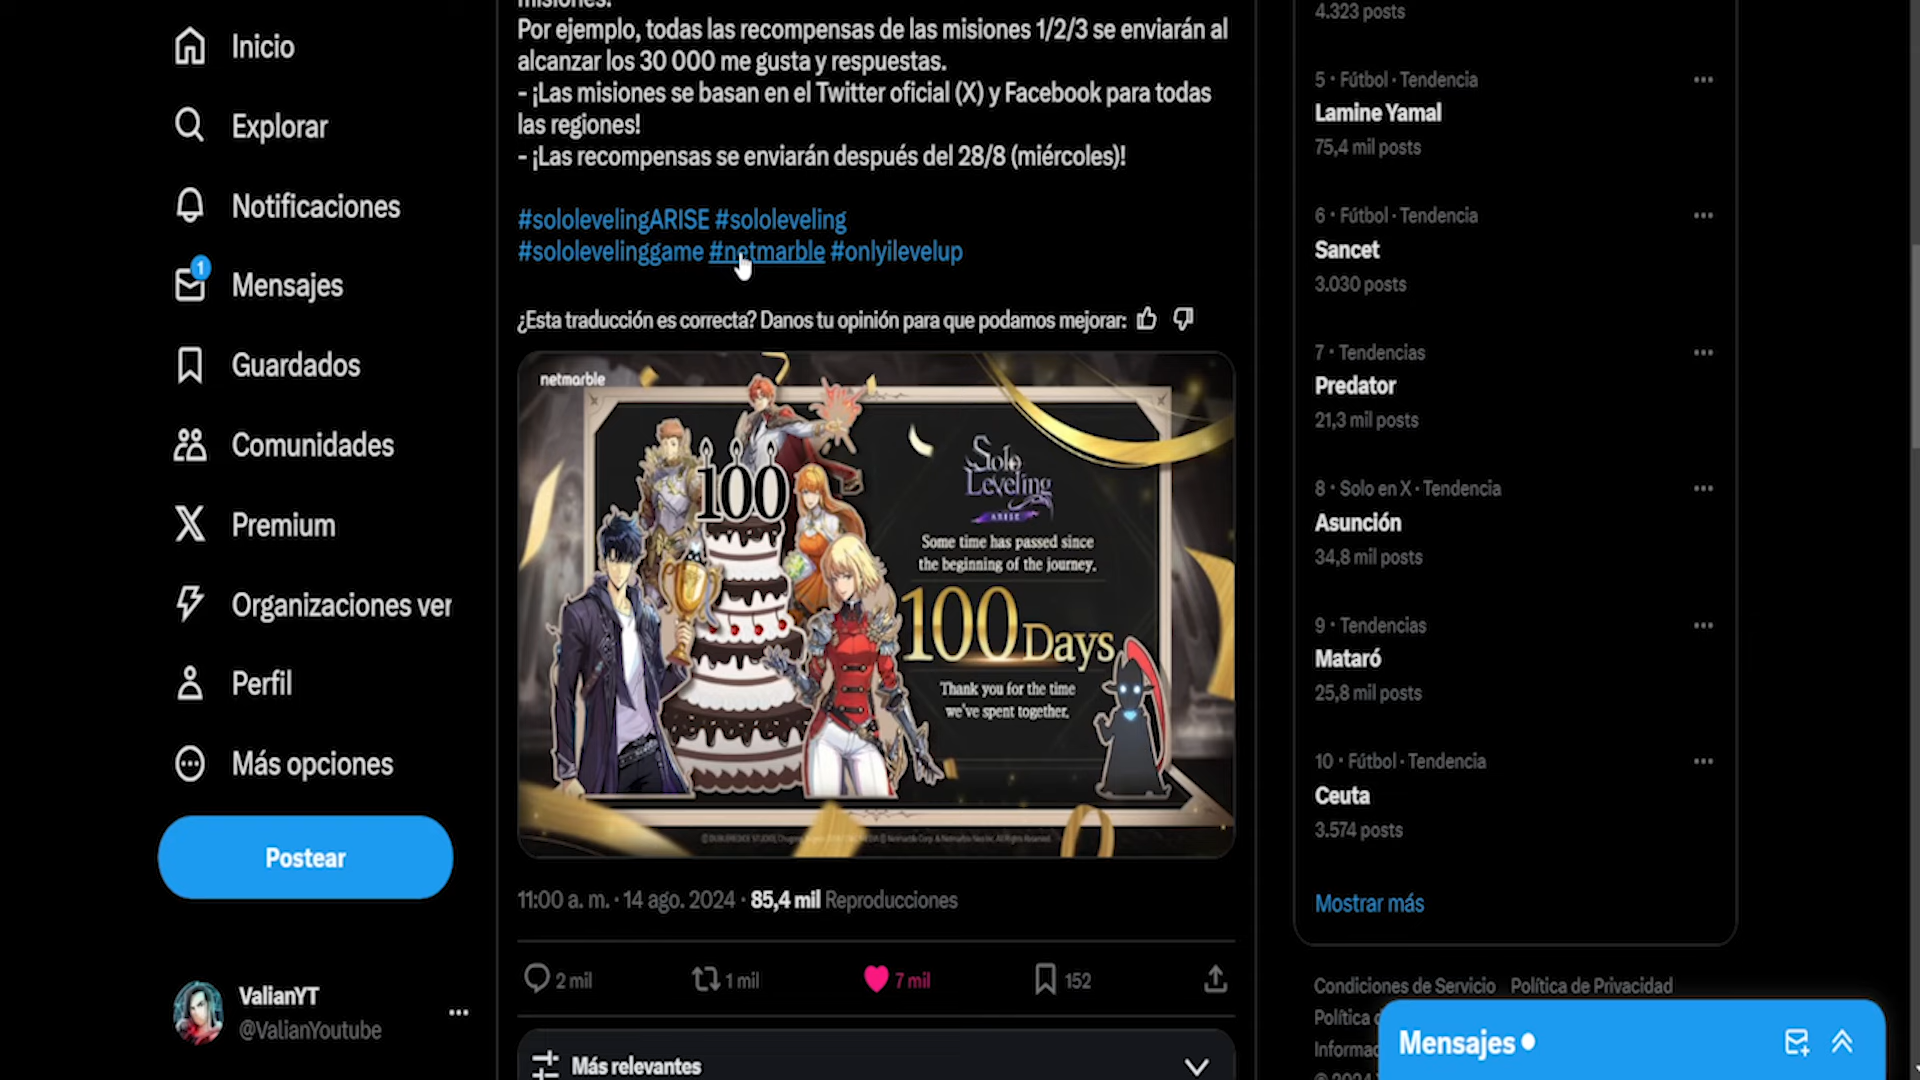 Inicio
Explorar
Notificaciones
1
Mensajes
Guardados
Comunidades
Premium
Organizaciones ver
Perfil
Más opciones
Postear
ValianYT
@ValianYoutube
misiones!
Por ejemplo, todas las recompensas de las misiones 1/2/3 se enviarán al
alcanzar los 30 000 me gusta y respuestas.
- ¡Las misiones se basan en el Twitter oficial (X) y Facebook para todas
las regiones!
- ¡Las recompensas se enviarán después del 28/8 (miércoles)!
#sololevelingARISE #sololeveling
#sololevelinggame #netmarble #onlyilevelup
¿Esta traducción es correcta? Danos tu opinión para que podamos mejorar:
netmarble
100
Solo
Leveling
ARISE
Some time has passed since
the beginning of the journey.
100 Days
Thank you for the time
we've spent together.
11:00 a. m. · 14 ago. 2024 · 85,4 mil Reproducciones
2 mil
1 mil
7 mil
152
Más relevantes
4.323 posts
5 · Fútbol · Tendencia
Lamine Yamal
75,4 mil posts
6 · Fútbol · Tendencia
Sancet
3.030 posts
7 · Tendencias
Predator
21,3 mil posts
8 · Solo en X · Tendencia
Asunción
34,8 mil posts
9 · Tendencias
Mataró
25,8 mil posts
10 · Fútbol · Tendencia
Ceuta
3.574 posts
Mostrar más
Condiciones de Servicio Política de Privacidad
Política
Mensajes